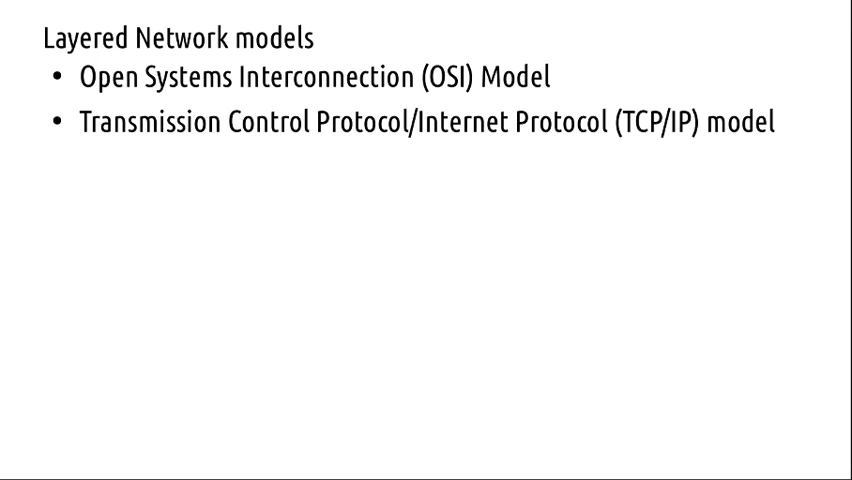 Layered Network models
• Open Systems Interconnection (OSI) Model
• Transmission Control Protocol/Internet Protocol (TCP/IP) model